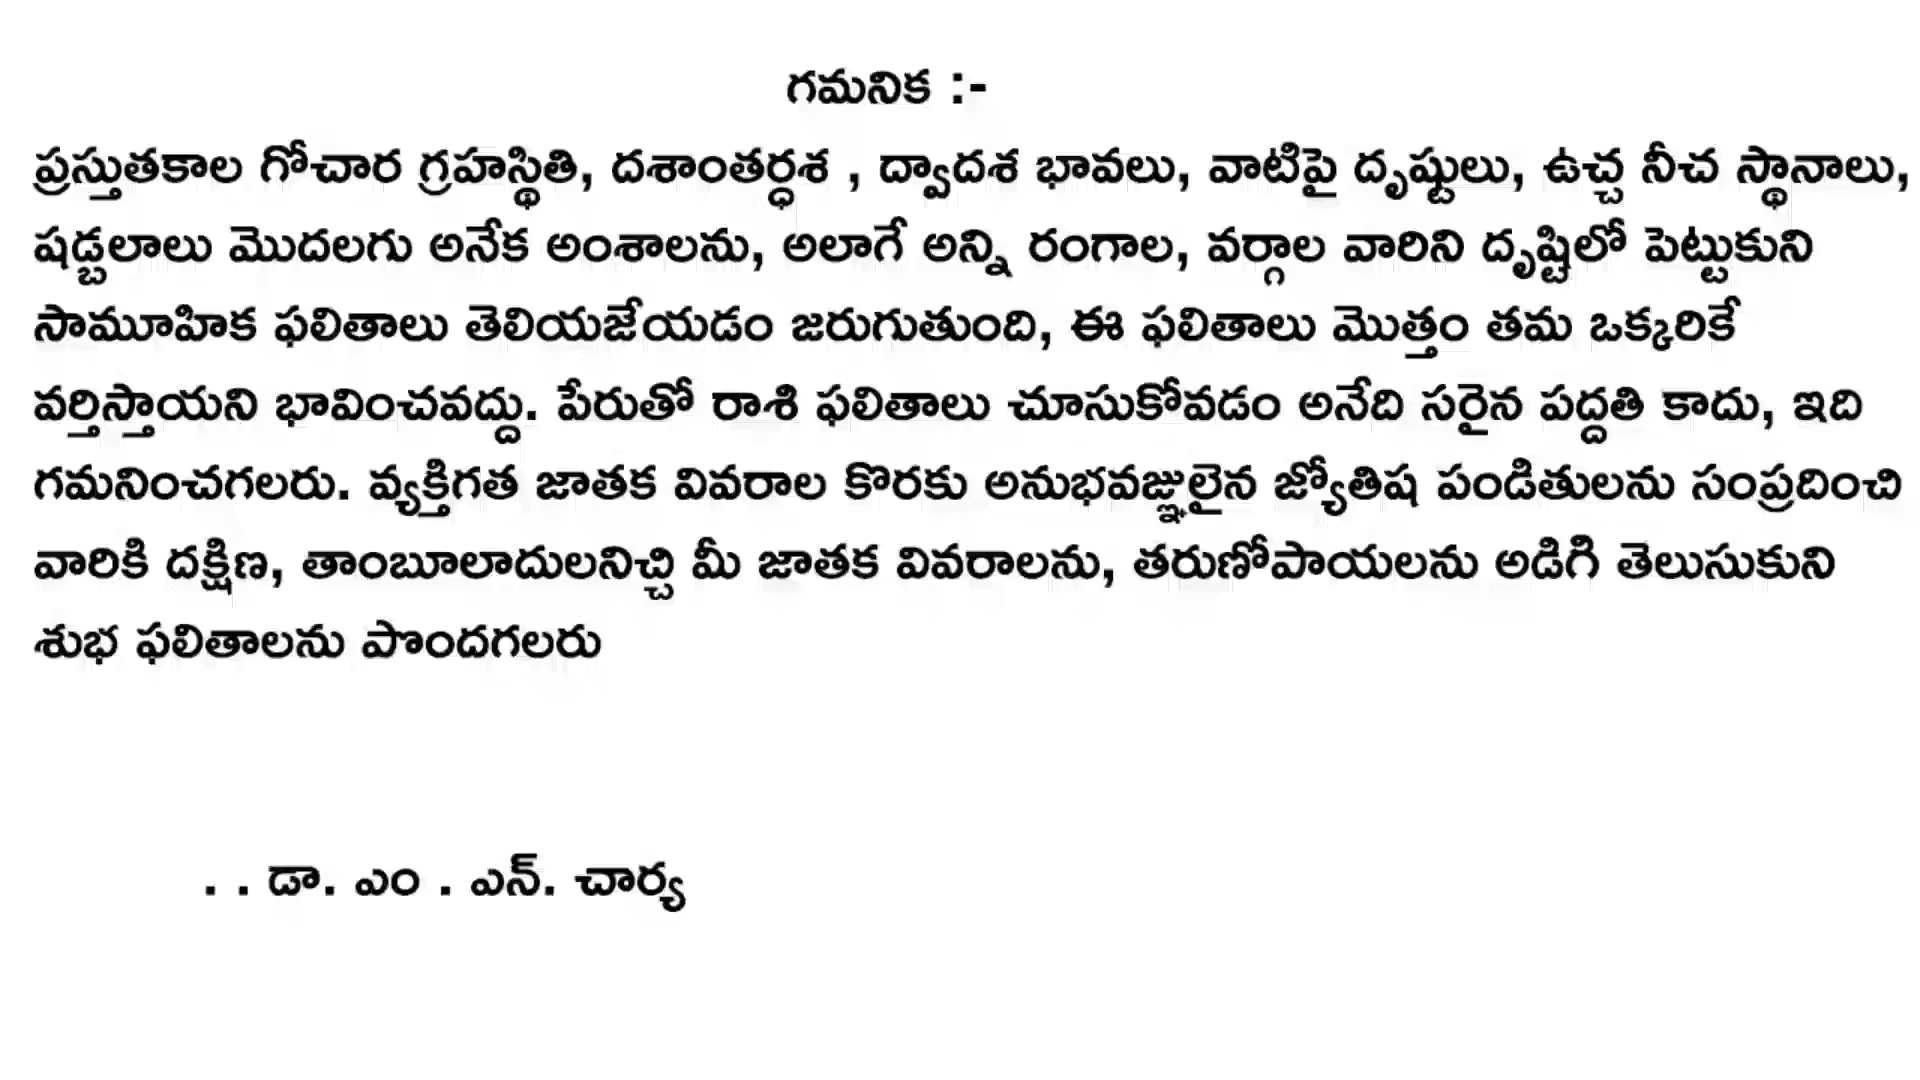 గమనిక :-
ప్రస్తుతకాల గోచార గ్రహస్థితి, దశాంతర్ధశ , ద్వాదశ భావలు, వాటిపై దృష్టులు, ఉచ్చ నీచ స్థానాలు,
షడ్బలాలు మొదలగు అనేక అంశాలను, అలాగే అన్ని రంగాల, వర్గాల వారిని దృష్టిలో పెట్టుకుని
సామూహిక ఫలితాలు తెలియజేయడం జరుగుతుంది, ఈ ఫలితాలు మొత్తం తమ ఒక్కరికే
వర్తిస్తాయని భావించవద్దు. పేరుతో రాశి ఫలితాలు చూసుకోవడం అనేది సరైన పద్దతి కాదు, ఇది
గమనించగలరు. వ్యక్తిగత జాతక వివరాల కొరకు అనుభవజ్ఞులైన జ్యోతిష పండితులను సంప్రదించి
వారికి దక్షిణ, తాంబూలాదులనిచ్చి మీ జాతక వివరాలను, తరుణోపాయలను అడిగి తెలుసుకుని
శుభ ఫలితాలను పొందగలరు
. . డా. ఎం . ఎన్. చార్య